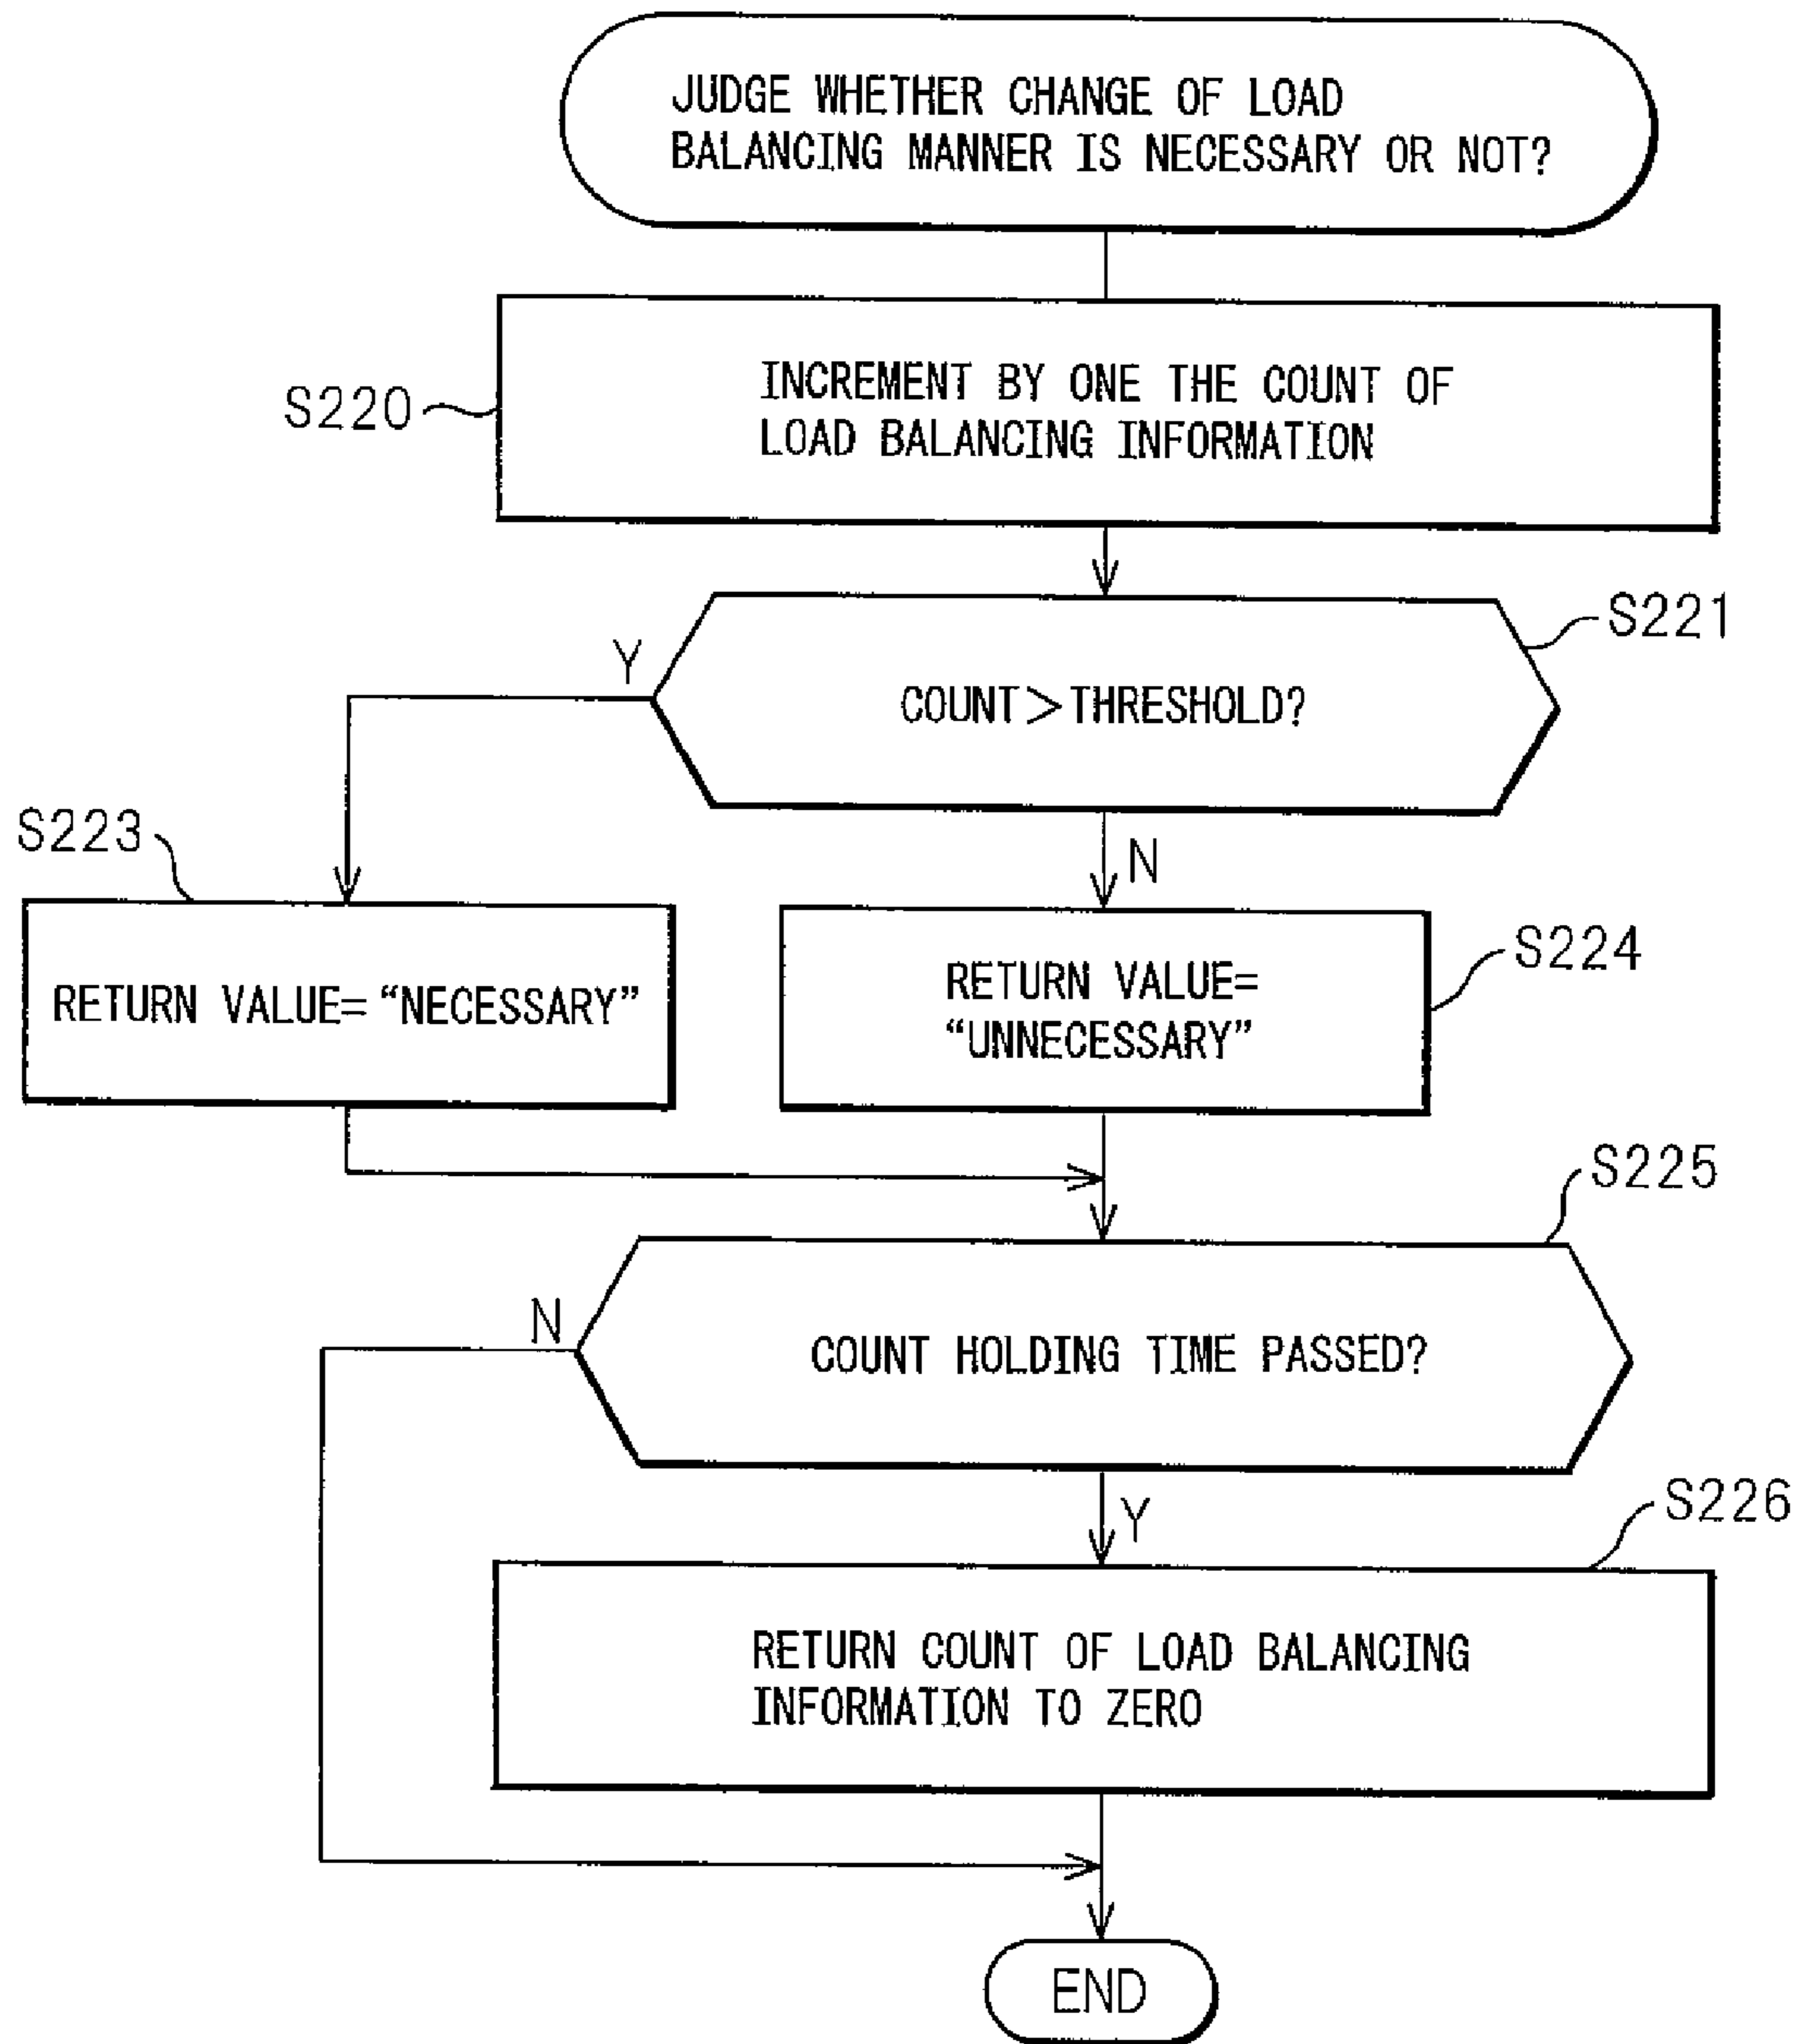 JUDGE WHETHER CHANGE OF LOAD
BALANCING MANNER IS NECESSARY OR NOT?
S220
INCREMENT BY ONE THE COUNT OF
LOAD BALANCING INFORMATION
S221
Y
COUNT>THRESHOLD?
N
S223
RETURN VALUE= “NECESSARY”
S224
RETURN VALUE=
“UNNECESSARY”
S225
N
COUNT HOLDING TIME PASSED?
Y
S226
RETURN COUNT OF LOAD BALANCING
INFORMATION TO ZERO
END